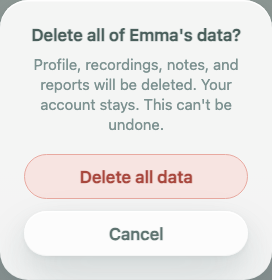 Delete all of Emma's data?
Profile, recordings, notes, and
reports will be deleted. Your
account stays. This can't be
undone.
Delete all data
Cancel